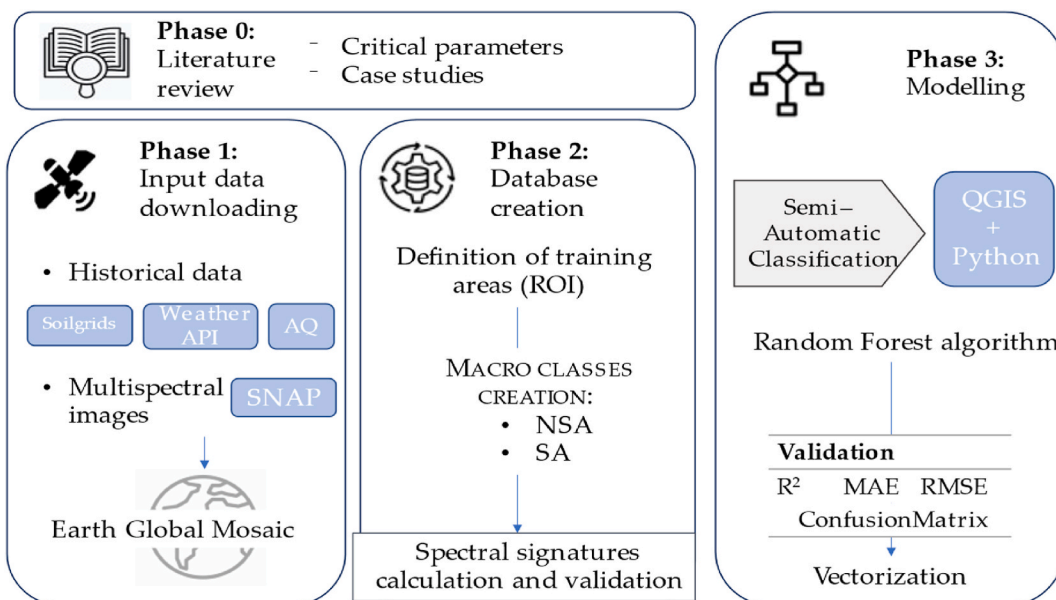 Phase 0:
Literature
review
- Critical parameters
- Case studies
Phase 1:
Input data
downloading
• Historical data
Soilgrids
Weather
API
AQ
• Multispectral
images
SNAP
Earth Global Mosaic
Phase 2:
Database
creation
Definition of training
areas (ROI)
MACRO CLASSES
CREATION:
• NSA
• SA
Spectral signatures
calculation and validation
Phase 3:
Modelling
Semi–
Automatic
Classification
QGIS
+
Python
Random Forest algorithm
Validation
R² MAE RMSE
ConfusionMatrix
Vectorization